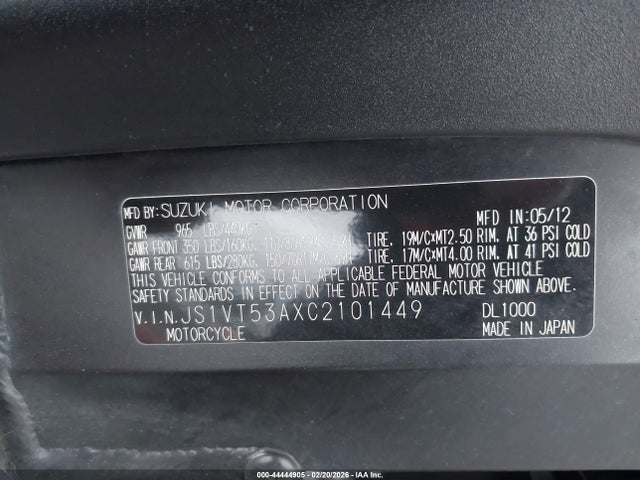 MFD BY: SUZUKI MOTOR CORPORATION MFD IN: 05/12
GVWR 965 LBS/440KG
GAWR FRONT 350 LBS/160KG. TIRE, 19M/C×MT2.50 RIM. AT 36 PSI COLD
GAWR REAR 615 LBS/280KG. TIRE, 17M/C×MT4.00 RIM. AT 41 PSI COLD
THIS VEHICLE CONFORMS TO ALL APPLICABLE FEDERAL MOTOR VEHICLE
SAFETY STANDARDS IN EFFECT ON THE DATE OF MANUFACTURE SHOWN ABOVE.
V.I.N. JS1VT53AXC2101449 DL1000
MOTORCYCLE MADE IN JAPAN
000-44444905 - 02/20/2026 - IAA Inc.